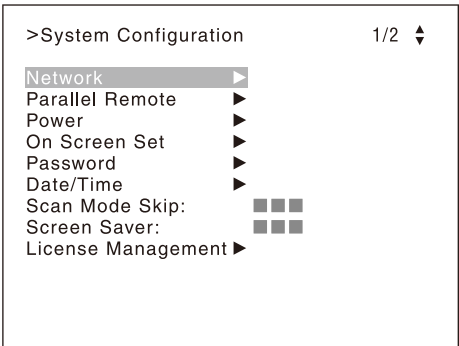 >System Configuration 1/2
Network
Parallel Remote
Power
On Screen Set
Password
Date/Time
Scan Mode Skip:
Screen Saver:
License Management